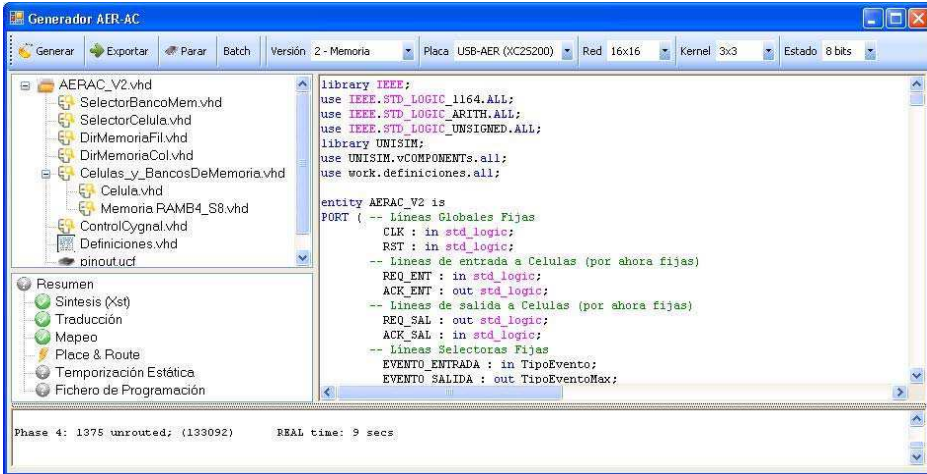 Generador AER-AC
Generar Exportar Parar Batch Versión 2 - Memoria Placa USB-AER (XC25200) Red 16x16 Kernel 3x3 Estado 8 bits
AERAC_V2.vhd
SelectorBancoMem.vhd
SelectorCelula.vhd
DirMemoriaFil.vhd
DirMemoriaCol.vhd
Celulas_y_BancosDeMemoria.vhd
Celula.vhd
Memoria RAMB4_S8.vhd
ControlCygnal.vhd
Definiciones.vhd
pinout.ucf
Resumen
Sintesis (Xst)
Traducción
Mapeo
Place & Route
Temporización Estática
Fichero de Programación
library IEEE;
use IEEE.STD_LOGIC_1164.ALL;
use IEEE.STD_LOGIC_ARITH.ALL;
use IEEE.STD_LOGIC_UNSIGNED.ALL;
library UNISIM;
use UNISIM.vCOMPONENTs.all;
use work.definiciones.all;
entity AERAC_V2 is
PORT ( -- Líneas Globales Fijas
CLK : in std_logic;
RST : in std_logic;
-- Lineas de entrada a Celulas (por ahora fijas)
REQ_ENT : in std_logic;
ACK_ENT : out std_logic;
-- Lineas de salida a Celulas (por ahora fijas)
REQ_SAL : out std_logic;
ACK_SAL : in std_logic;
-- Líneas Selectoras Fijas
EVENTO_ENTRADA : in TipoEvento;
EVENTO_SALIDA : out TipoEventoMax;
Phase 4: 1375 unrouted; (133092) REAL time: 9 secs